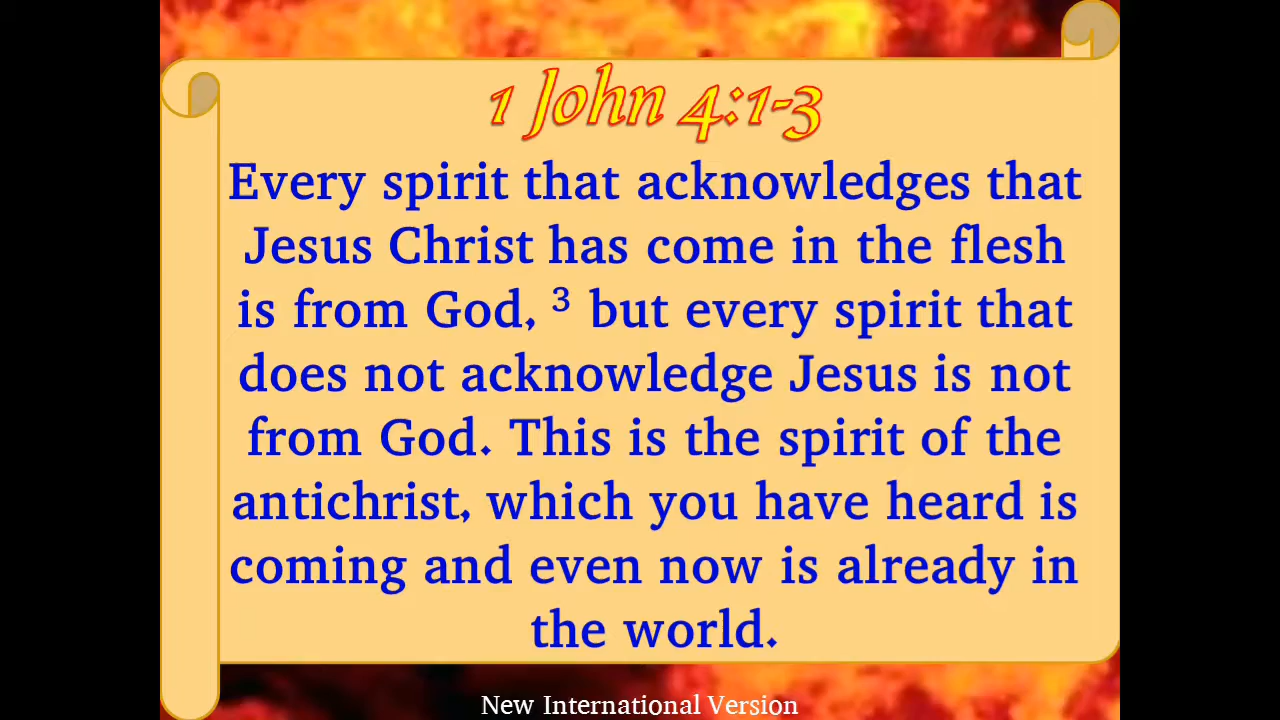 1 John 4:1-3
Every spirit that acknowledges that
Jesus Christ has come in the flesh
is from God, ³ but every spirit that
does not acknowledge Jesus is not
from God. This is the spirit of the
antichrist, which you have heard is
coming and even now is already in
the world.
New International Version